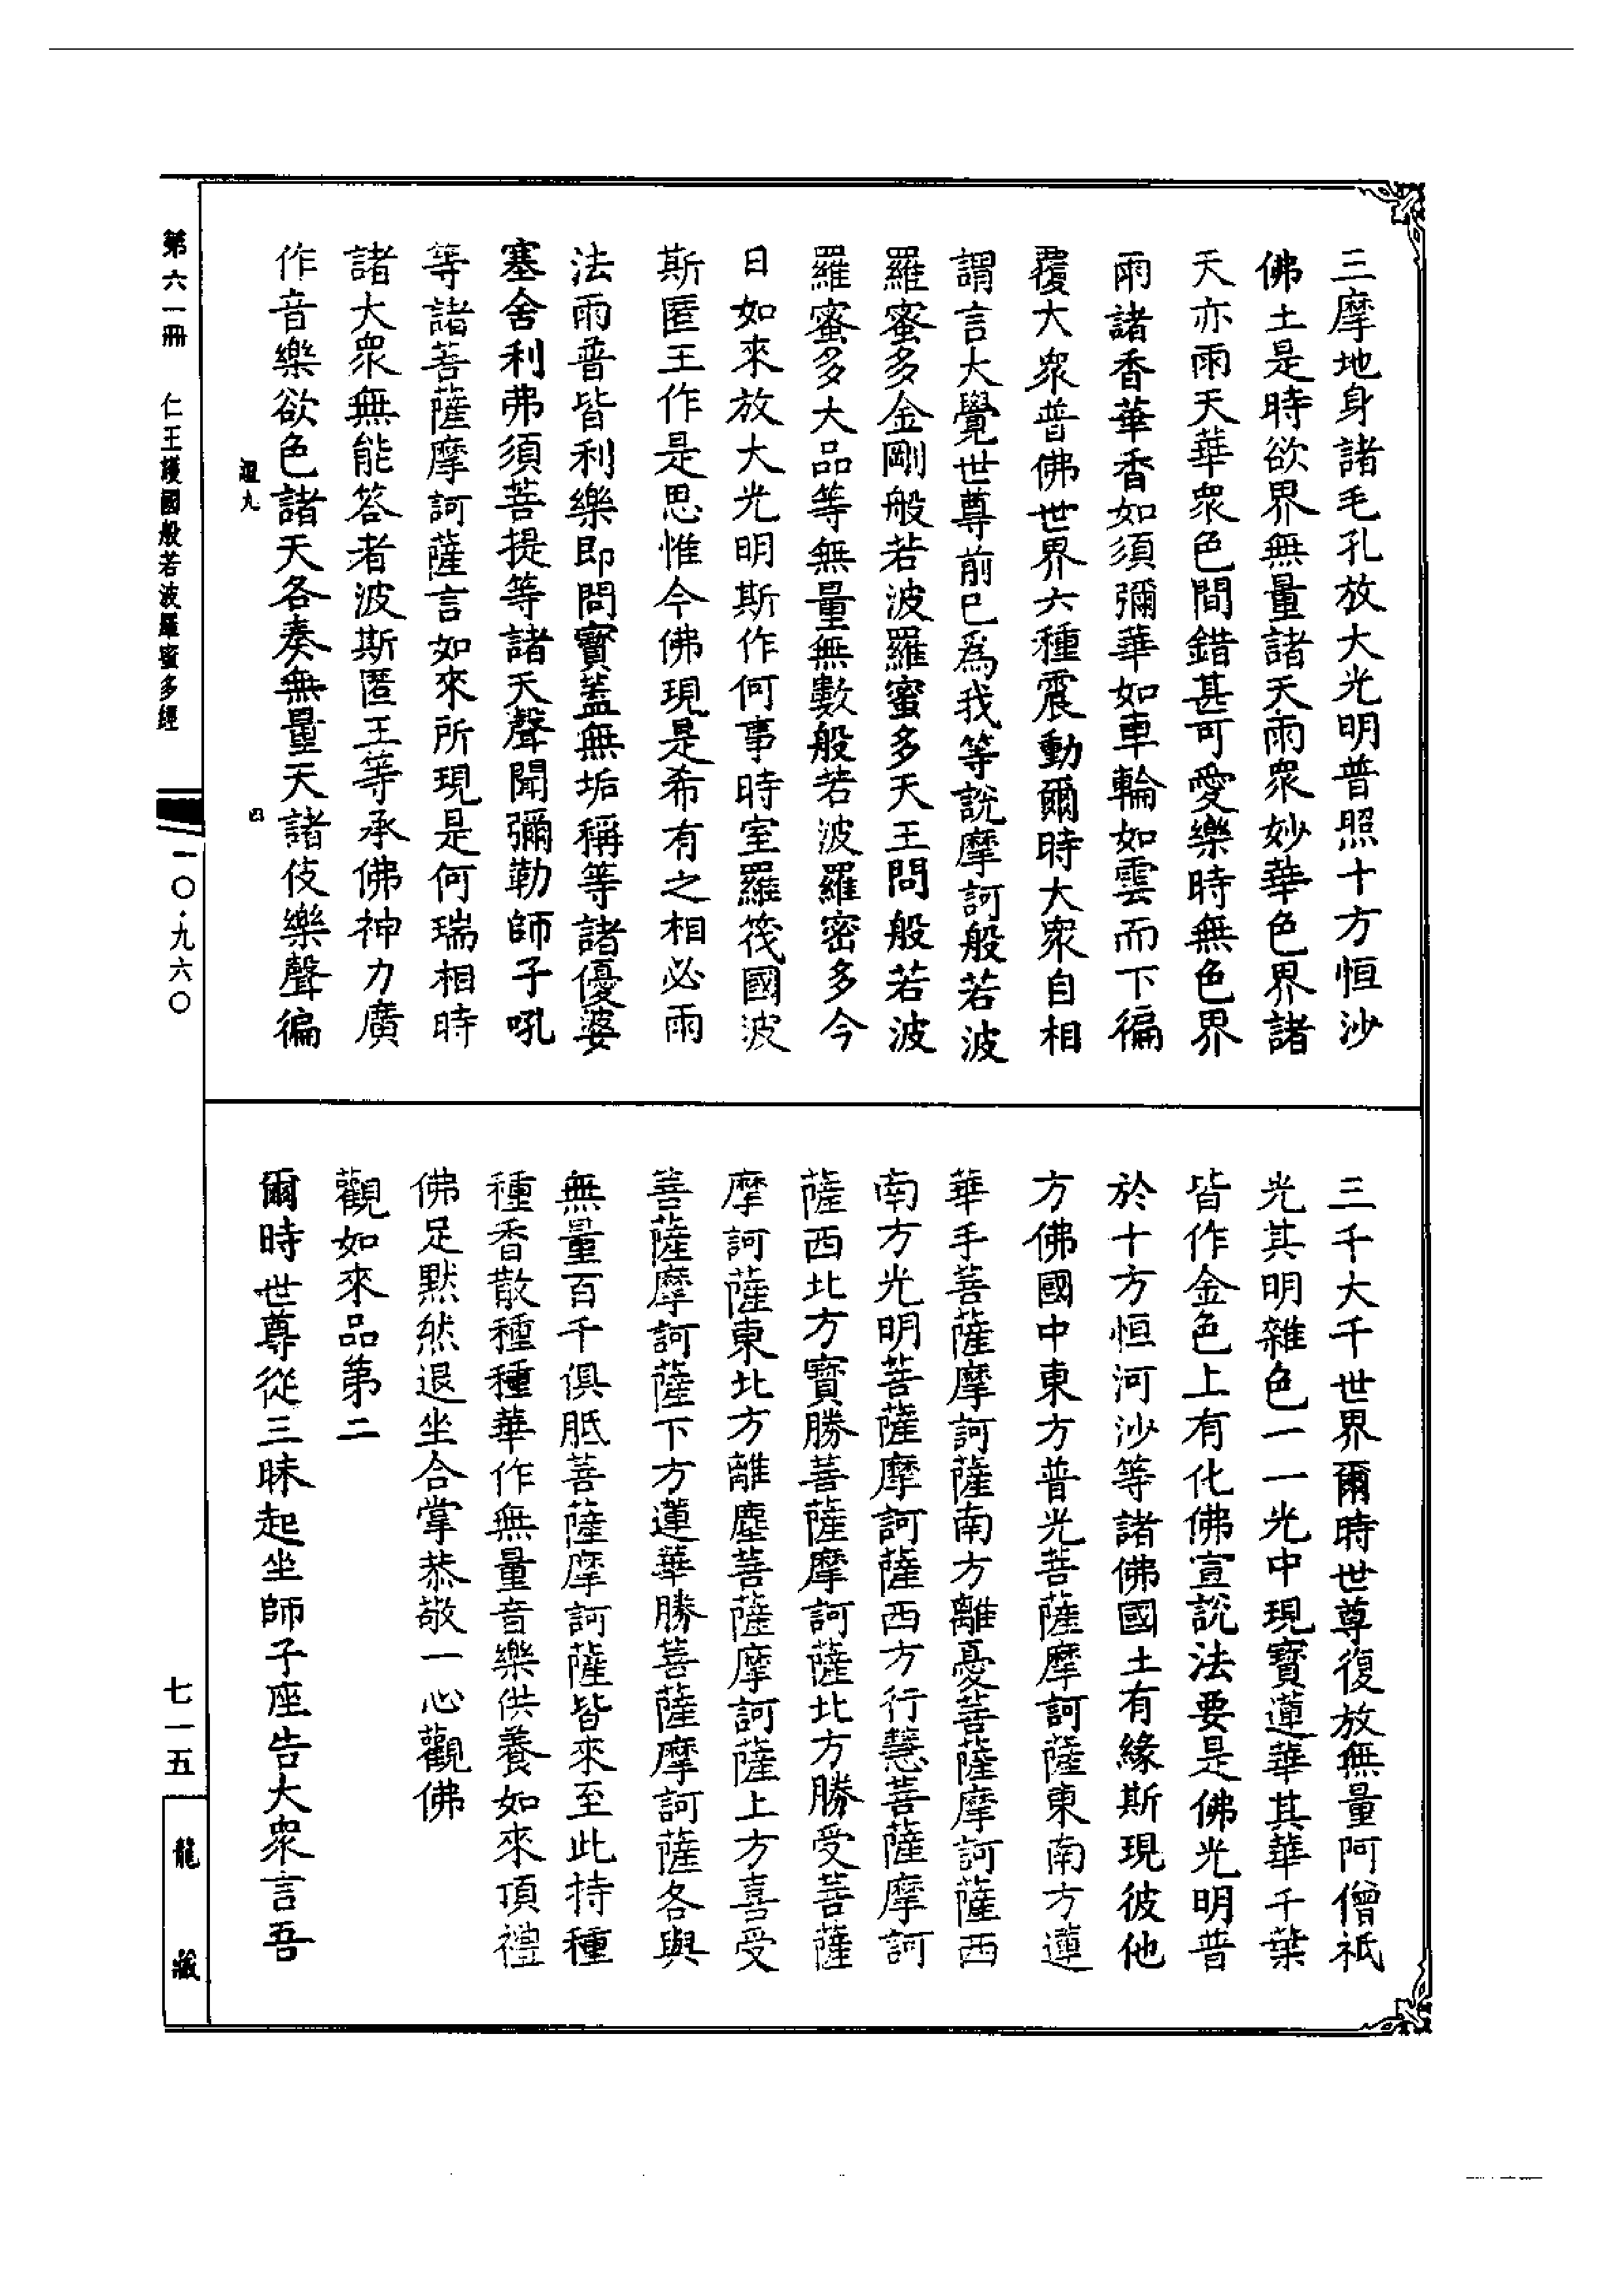 三摩地身諸毛孔放大光明普照十方恒沙
佛土是時欲界無量諸天雨衆妙華色界諸
天亦雨天華衆色間錯甚可愛樂時無色界
雨諸香華香如須彌華如車輪如雲而下徧
覆大衆普佛世界六種震動爾時大衆自相
謂言大覺世尊前已爲我等說摩訶般若波
羅蜜多金剛般若波羅蜜多天王問般若波
羅蜜多大品等無量無數般若波羅密多今
日如來放大光明斯作何事時室羅筏國波
斯匿王作是思惟今佛現是希有之相必雨
法雨普皆利樂即問寶蓋無垢稱等諸優婆
塞舍利弗須菩提等諸天聲聞彌勒師子吼
等諸菩薩摩訶薩言如來所現是何瑞相時
諸大衆無能答者波斯匿王等承佛神力廣
作音樂欲色諸天各奏無量天諸伎樂聲徧
三千大千世界爾時世尊復放無量阿僧祇
光其明雜色一一光中現寶蓮華其華千葉
皆作金色上有化佛宣說法要是佛光明普
於十方恒河沙等諸佛國土有緣斯現彼他
方佛國中東方普光菩薩摩訶薩東南方蓮
華手菩薩摩訶薩南方離憂菩薩摩訶薩西
南方光明菩薩摩訶薩西方行慧菩薩摩訶
薩西北方寶勝菩薩摩訶薩北方勝受菩薩
摩訶薩東北方離塵菩薩摩訶薩上方喜受
菩薩摩訶薩下方蓮華勝菩薩摩訶薩各與
無量百千俱胝菩薩摩訶薩皆來至此持種
種香散種種華作無量音樂供養如來頂禮
佛足默然退坐合掌恭敬一心觀佛
觀如來品第二
爾時世尊從三昧起坐師子座告大衆言吾
四
第六一冊 仁王護國般若波羅蜜多經
一〇·九六〇
七一五
龍藏